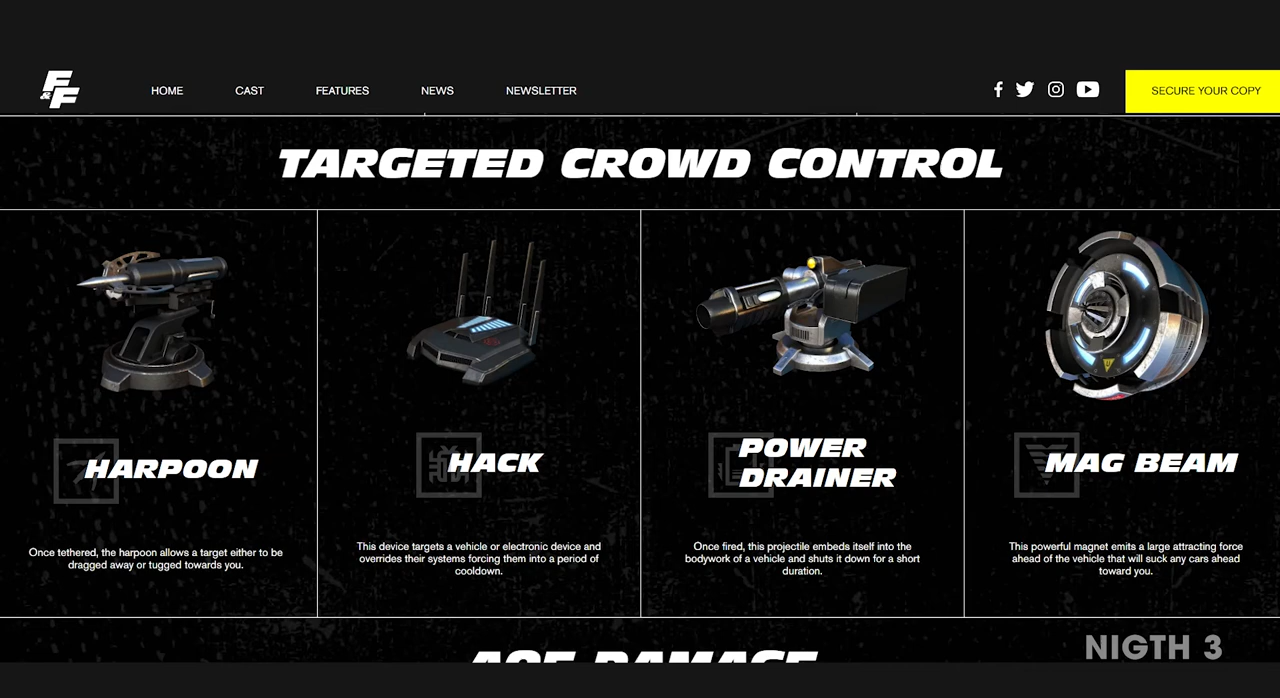 F
&F
HOME
CAST
FEATURES
NEWS
NEWSLETTER
SECURE YOUR COPY
TARGETED CROWD CONTROL
HARPOON
Once tethered, the harpoon allows a target either to be
dragged away or tugged towards you.
HACK
This device targets a vehicle or electronic device and
overrides their systems forcing them into a period of
cooldown.
POWER
DRAINER
Once fired, this projectile embeds itself into the
bodywork of a vehicle and shuts it down for a short
duration.
MAG BEAM
This powerful magnet emits a large attracting force
ahead of the vehicle that will suck any cars ahead
toward you.
AOE DAMAGE
NIGTH 3